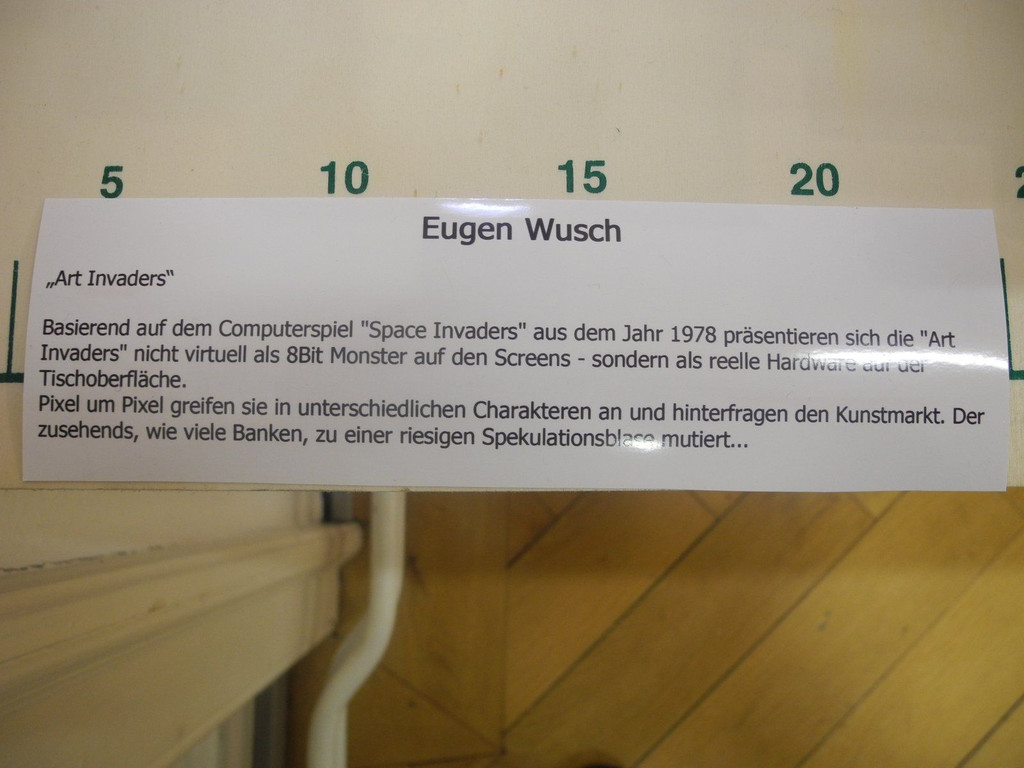 5 10 15 20
Eugen Wusch
„Art Invaders“
Basierend auf dem Computerspiel "Space Invaders" aus dem Jahr 1978 präsentieren sich die "Art
Invaders" nicht virtuell als 8Bit Monster auf den Screens - sondern als reelle Hardware auf der
Tischoberfläche.
Pixel um Pixel greifen sie in unterschiedlichen Charakteren an und hinterfragen den Kunstmarkt. Der
zusehends, wie viele Banken, zu einer riesigen Spekulationsblase mutiert...